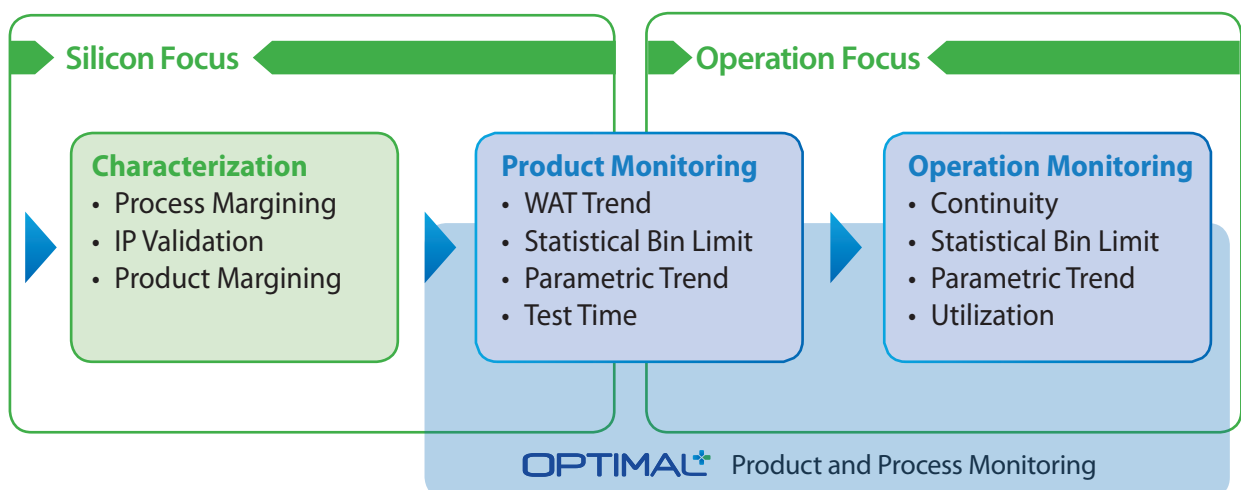 Silicon Focus
Operation Focus
Characterization
• Process Margining
• IP Validation
• Product Margining
Product Monitoring
• WAT Trend
• Statistical Bin Limit
• Parametric Trend
• Test Time
Operation Monitoring
• Continuity
• Statistical Bin Limit
• Parametric Trend
• Utilization
OPTIMAL+ Product and Process Monitoring